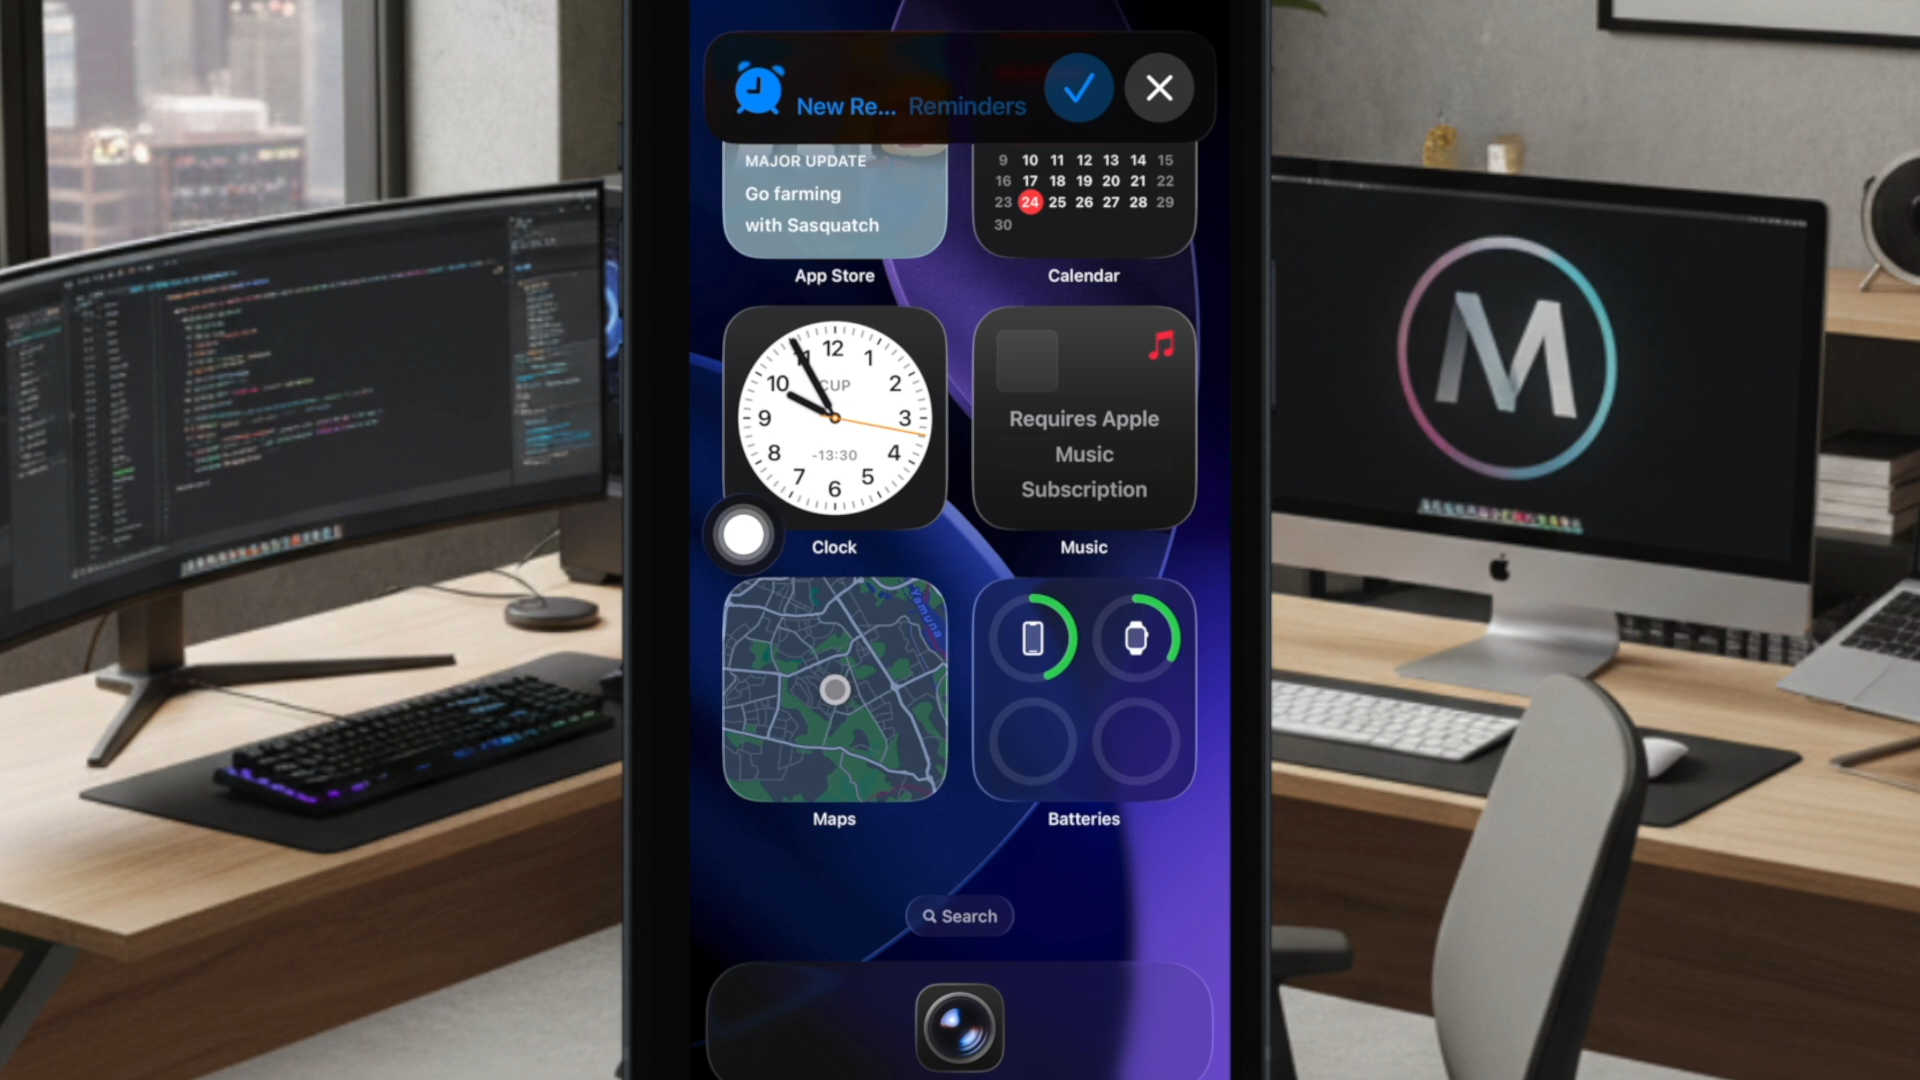 New Re... Reminders
MAJOR UPDATE
Go farming
with Sasquatch
App Store
9 10 11 12 13 14 15
16 17 18 19 20 21 22
23 24 25 26 27 28 29
30
Calendar
12
11
1
10
CUP
2
9
3
8
-13:30
4
7
5
6
Clock
Requires Apple
Music
Subscription
Music
Yamuna
Maps
Batteries
Search
M